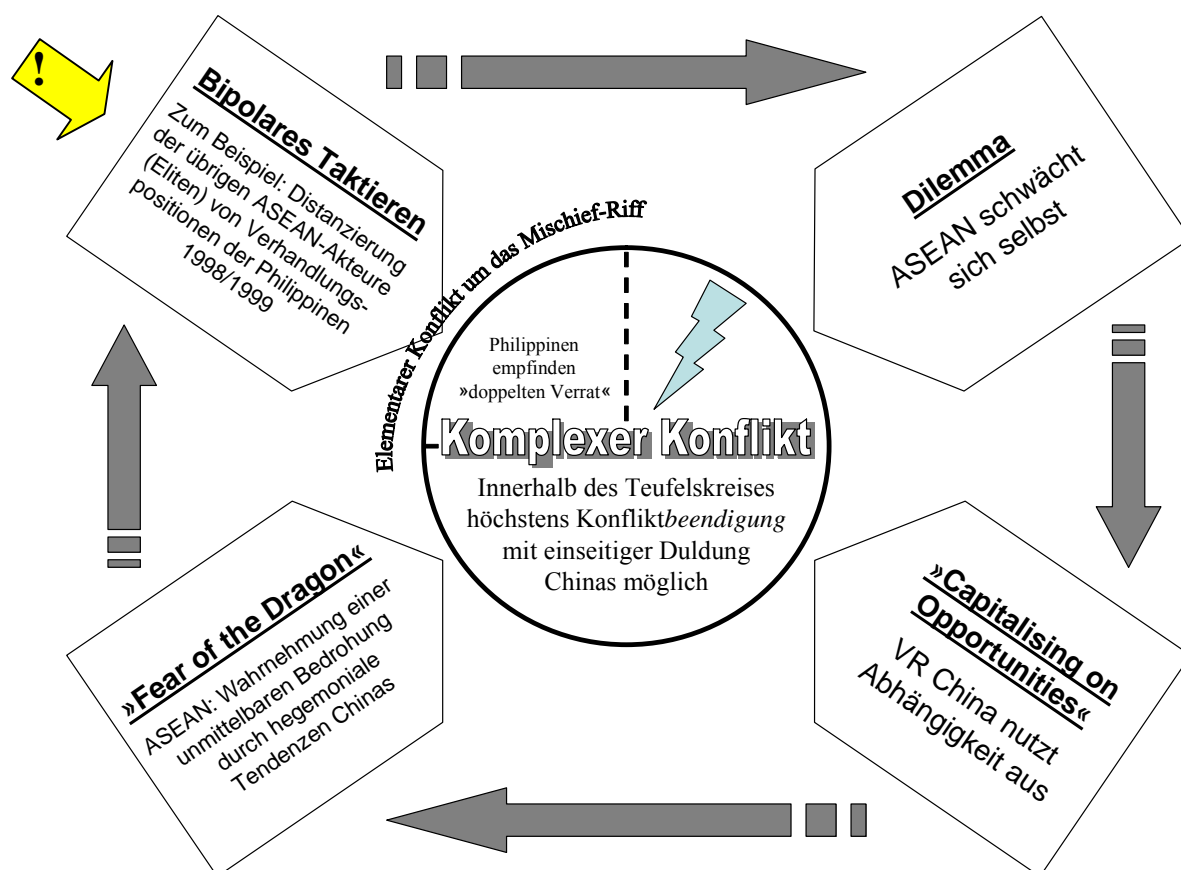 !
Bipolares Taktieren
Zum Beispiel: Distanzierung
der übrigen ASEAN-Akteure
(Eliten) von Verhandlungs-
positionen der Philippinen
1998/1999
Dilemma
ASEAN schwächt
sich selbst
Elementarer Konflikt um das Mischief-Riff
Philippinen
empfinden
»doppelten Verrat«
Komplexer Konflikt
Innerhalb des Teufelskreises
höchstens Konfliktbeendigung
mit einseitiger Duldung
Chinas möglich
»Fear of the Dragon«
ASEAN: Wahrnehmung einer
unmittelbaren Bedrohung
durch hegemoniale
Tendenzen Chinas
»Capitalising on
Opportunities«
VR China nutzt
Abhängigkeit aus